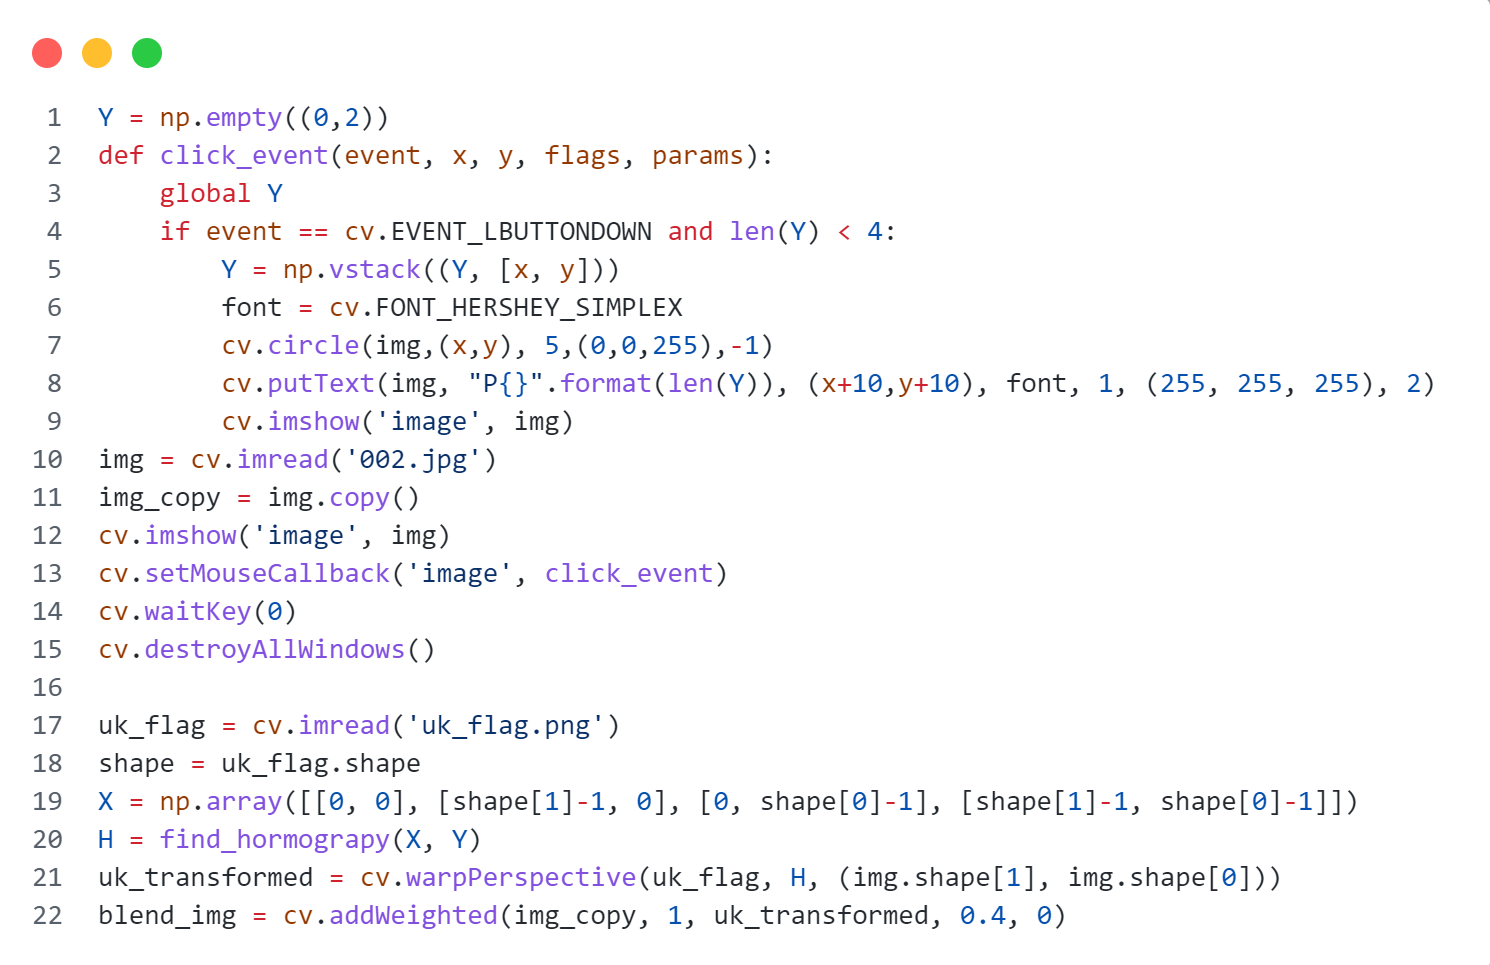 1 Y = np.empty((0,2))
2 def click_event(event, x, y, flags, params):
3     global Y
4     if event == cv.EVENT_LBUTTONDOWN and len(Y) < 4:
5         Y = np.vstack((Y, [x, y]))
6         font = cv.FONT_HERSHEY_SIMPLEX
7         cv.circle(img,(x,y), 5,(0,0,255),-1)
8         cv.putText(img, "P{}".format(len(Y)), (x+10,y+10), font, 1, (255, 255, 255), 2)
9         cv.imshow('image', img)
10 img = cv.imread('002.jpg')
11 img_copy = img.copy()
12 cv.imshow('image', img)
13 cv.setMouseCallback('image', click_event)
14 cv.waitKey(0)
15 cv.destroyAllWindows()
16
17 uk_flag = cv.imread('uk_flag.png')
18 shape = uk_flag.shape
19 X = np.array([[0, 0], [shape[1]-1, 0], [0, shape[0]-1], [shape[1]-1, shape[0]-1]])
20 H = find_hormograpy(X, Y)
21 uk_transformed = cv.warpPerspective(uk_flag, H, (img.shape[1], img.shape[0]))
22 blend_img = cv.addWeighted(img_copy, 1, uk_transformed, 0.4, 0)